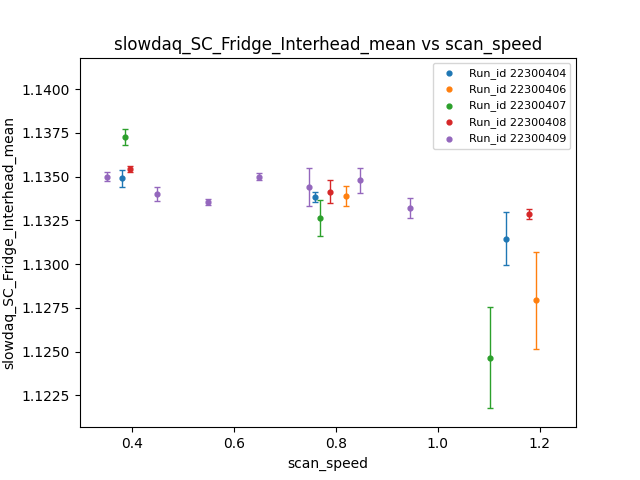 slowdaq_SC_Fridge_Interhead_mean vs scan_speed
slowdaq_SC_Fridge_Interhead_mean
1.1400
1.1375
1.1350
1.1325
1.1300
1.1275
1.1250
1.1225
Run_id 22300404
Run_id 22300406
Run_id 22300407
Run_id 22300408
Run_id 22300409
0.4
0.6
0.8
1.0
1.2
scan_speed